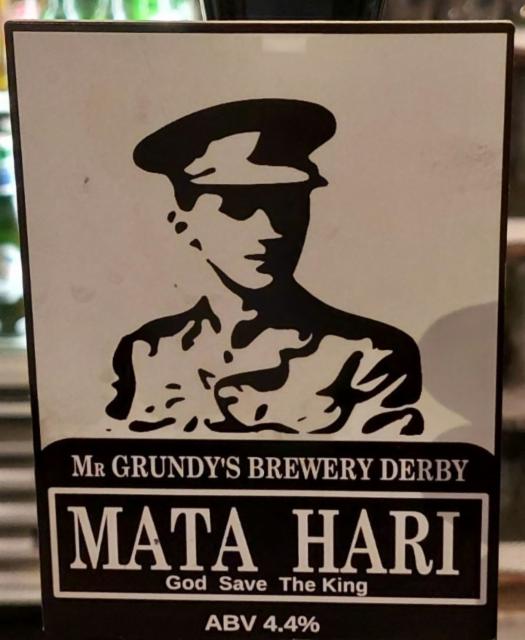 Mr GRUNDY'S BREWERY DERBY
MATA HARI
God Save The King
ABV 4.4%